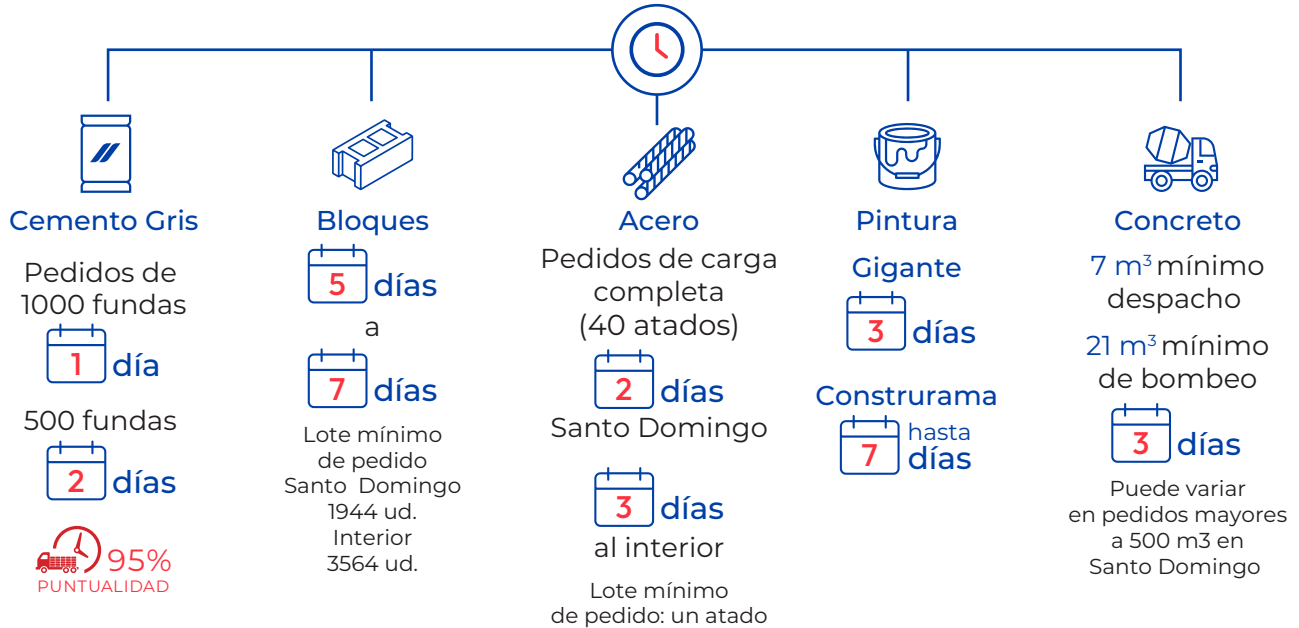 Cemento Gris
Pedidos de
1000 fundas
1 día
500 fundas
2 días
95%
PUNTUALIDAD
Bloques
5 días
a
7 días
Lote mínimo
de pedido
Santo Domingo
1944 ud.
Interior
3564 ud.
Acero
Pedidos de carga
completa
(40 atados)
2 días
Santo Domingo
3 días
al interior
Lote mínimo
de pedido: un atado
Pintura
Gigante
3 días
Construrama
7 hasta
días
Concreto
7 m³ mínimo
despacho
21 m³ mínimo
de bombeo
3 días
Puede variar
en pedidos mayores
a 500 m3 en
Santo Domingo